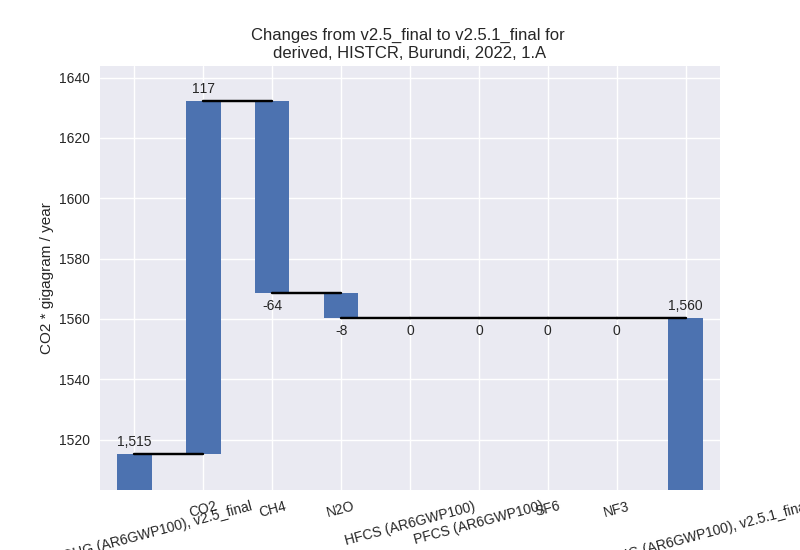 Changes from v2.5_final to v2.5.1_final for
derived, HISTCR, Burundi, 2022, 1.A
CO2 * gigagram / year
1640
1620
1600
1580
1560
1540
1520
1,515
117
-64
-8
0
0
0
0
1,560
(AR6GWP100), v2.5_final
CO2
CH4
N2O
HFCS (AR6GWP100)
PFCS (AR6GWP100)
SF6
NF3
(AR6GWP100), v2.5.1_fina